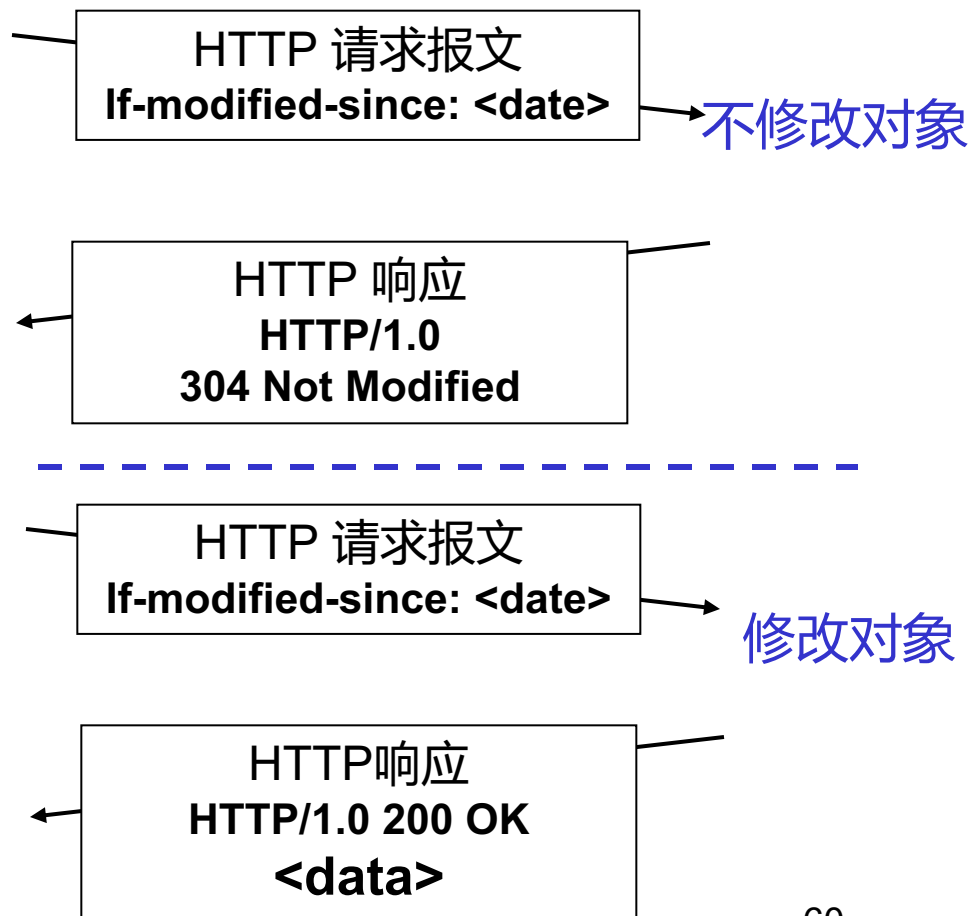 HTTP 请求报文
If-modified-since: <date>
不修改对象
HTTP 响应
HTTP/1.0
304 Not Modified
HTTP 请求报文
If-modified-since: <date>
修改对象
HTTP响应
HTTP/1.0 200 OK
<data>
60